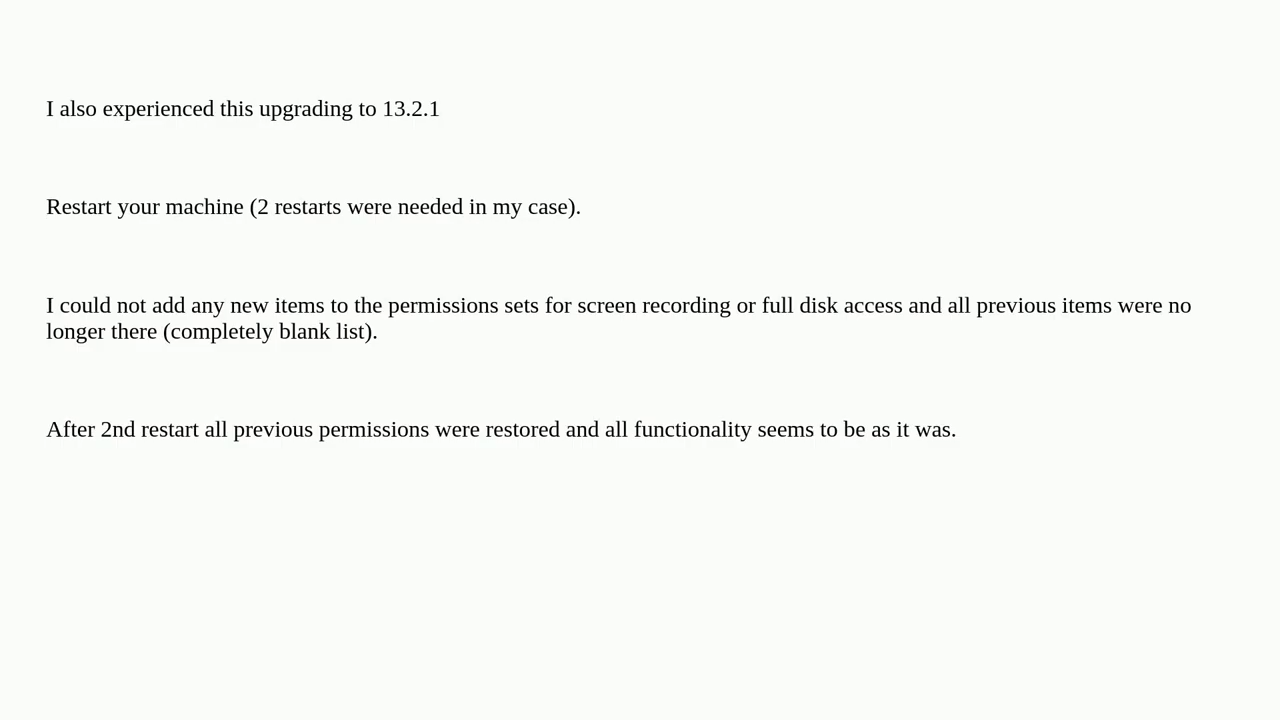 I also experienced this upgrading to 13.2.1
Restart your machine (2 restarts were needed in my case).
I could not add any new items to the permissions sets for screen recording or full disk access and all previous items were no
longer there (completely blank list).
After 2nd restart all previous permissions were restored and all functionality seems to be as it was.